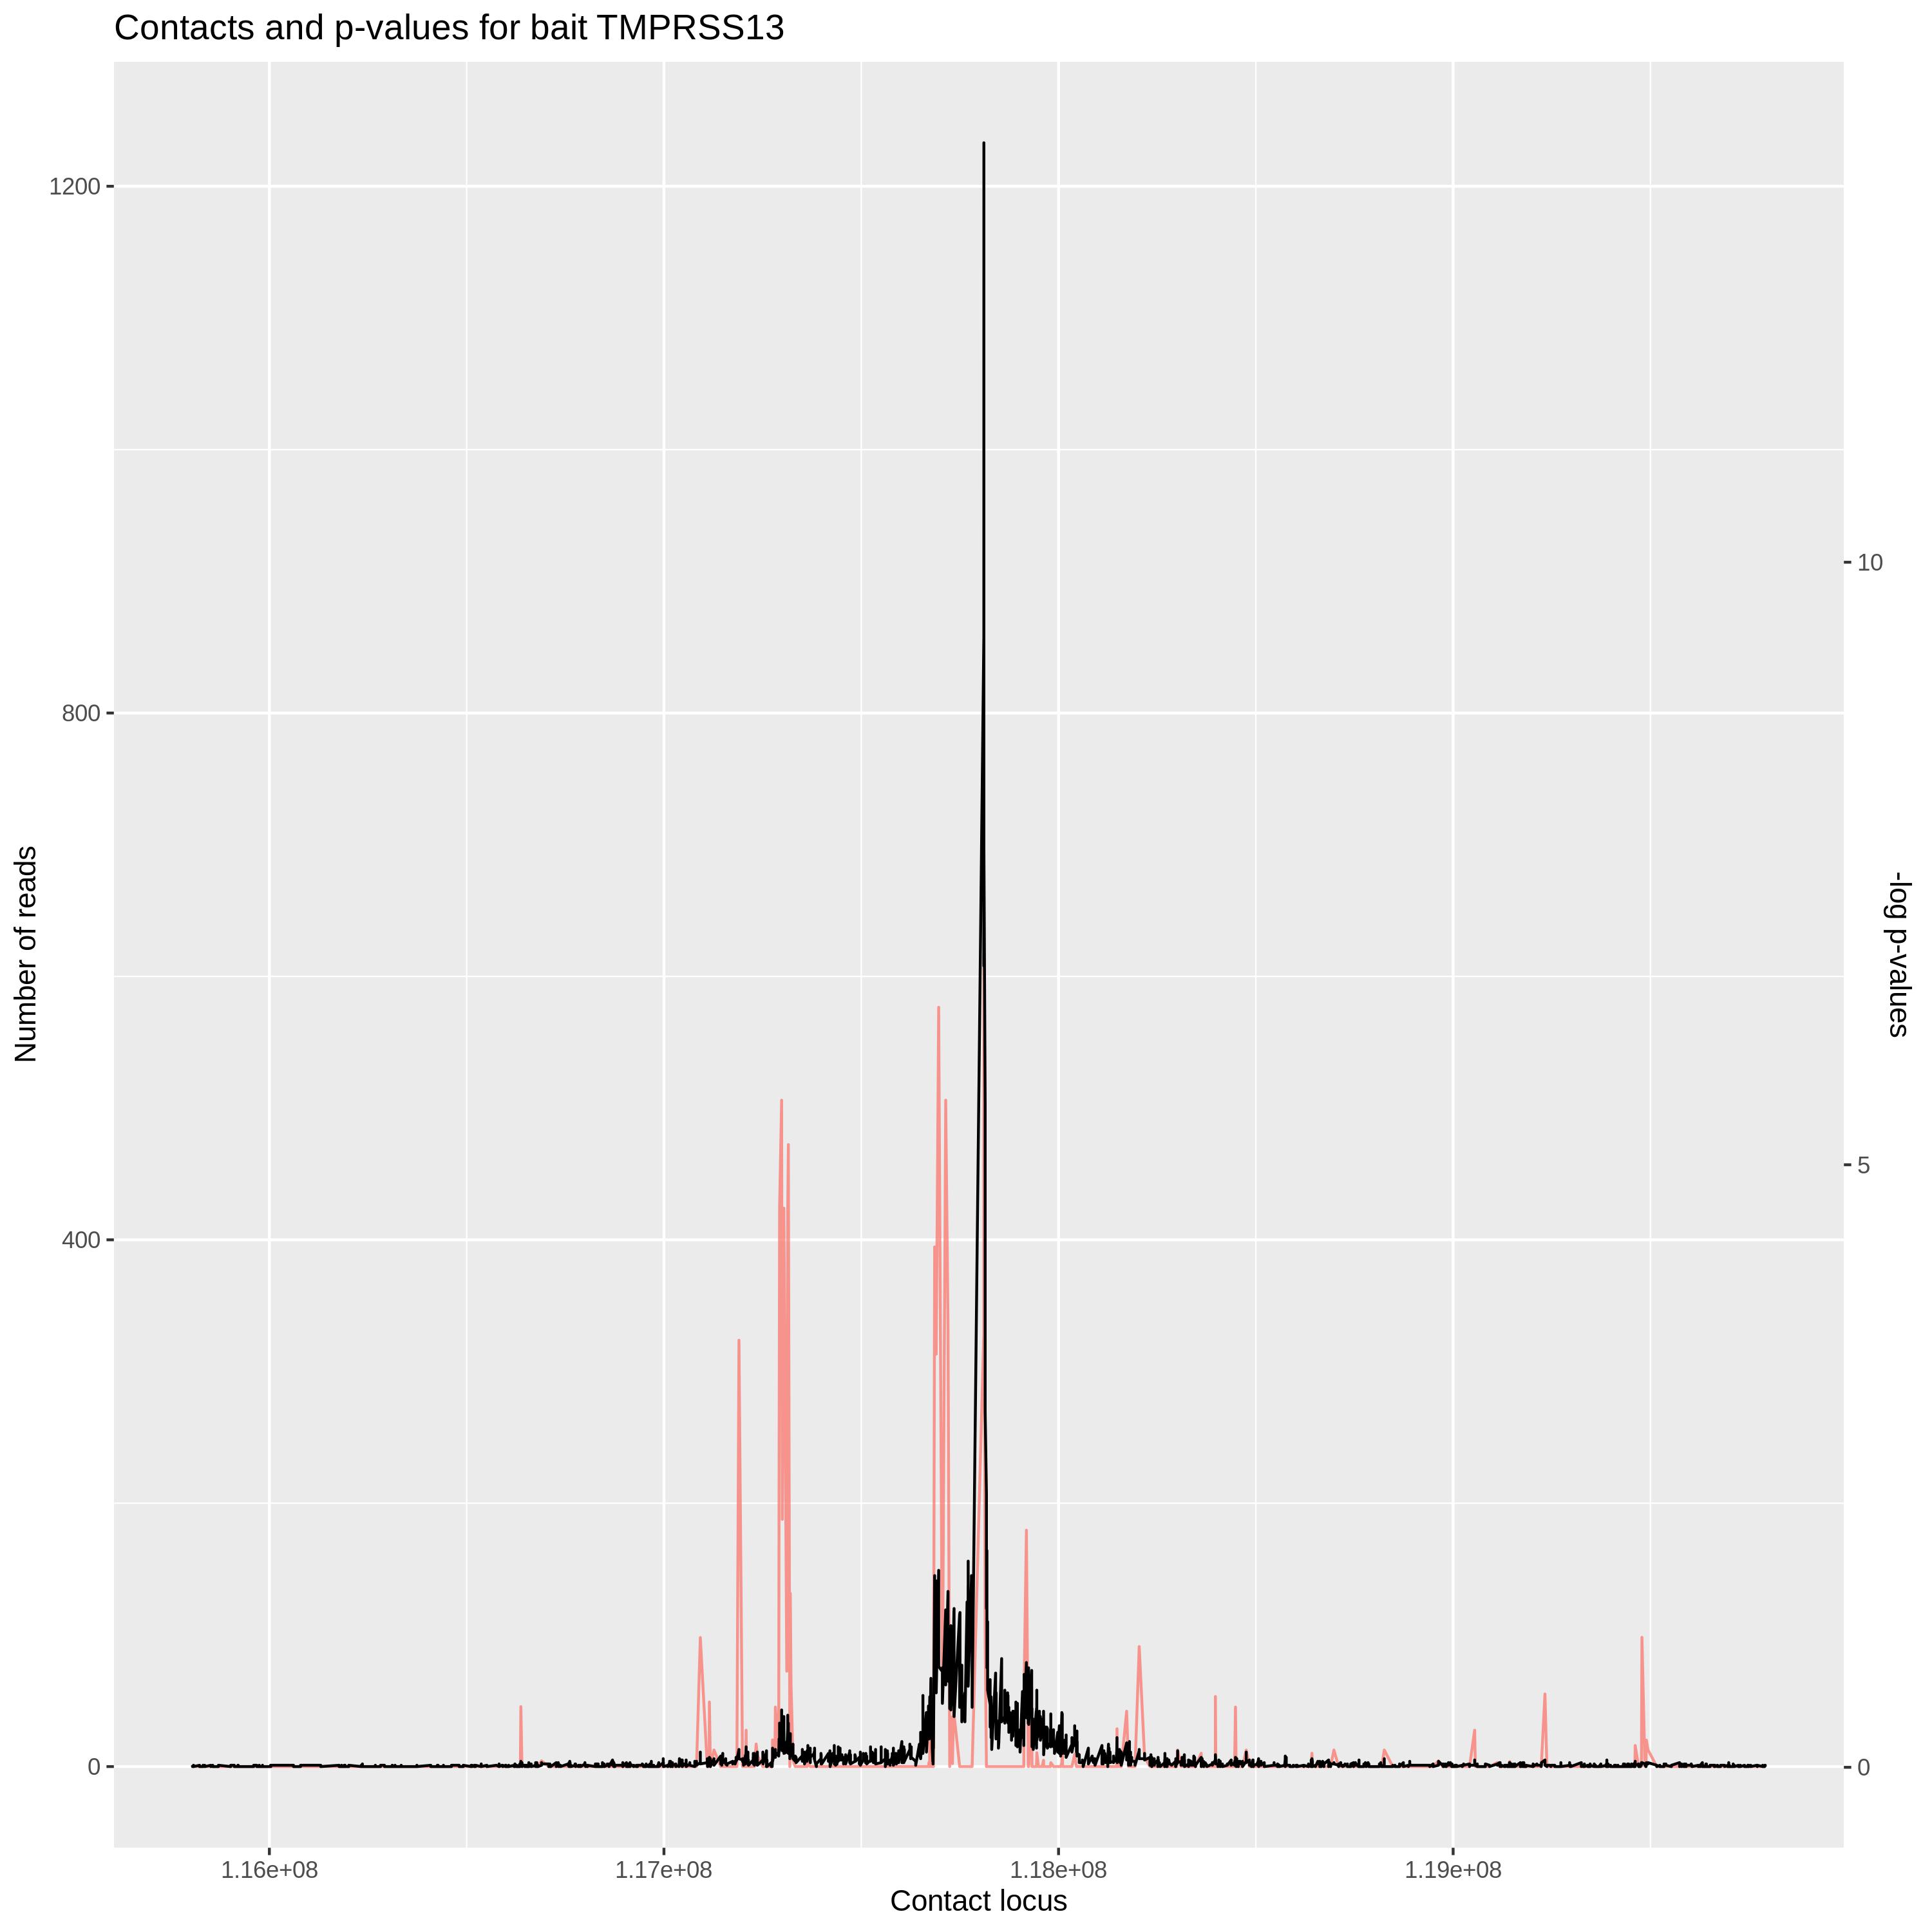 Contacts and p-values for bait TMPRSS13
1200
800
400
0
Number of reads
10
5
0
-log p-values
1.16e+08
1.17e+08
1.18e+08
1.19e+08
Contact locus